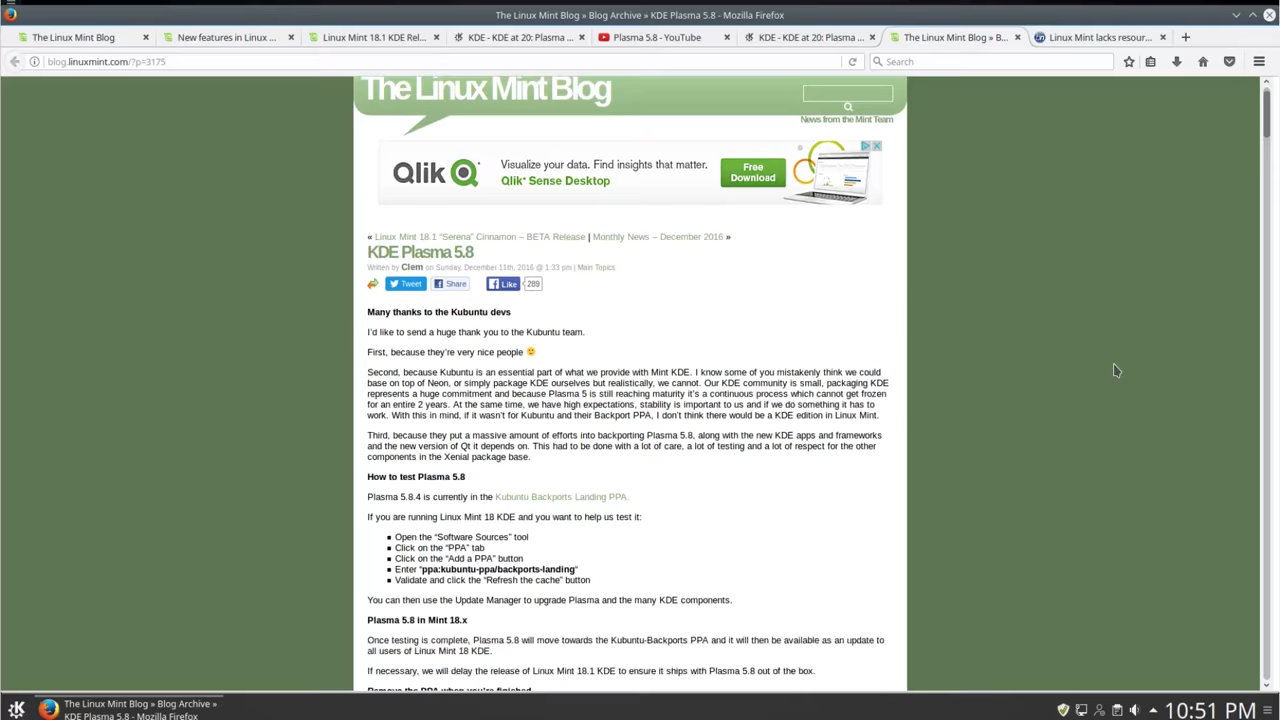 The Linux Mint Blog » Blog Archive » KDE Plasma 5.8 - Mozilla Firefox
The Linux Mint Blog × New features in Linux ... × Linux Mint 18.1 KDE Rel... × KDE - KDE at 20: Plasma ... × Plasma 5.8 - YouTube × KDE - KDE at 20: Plasma ... × The Linux Mint Blog » B... × Linux Mint lacks resour... × +
blog.linuxmint.com/?p=3175 Search
The Linux Mint Blog
News from the Mint Team
Qlik Visualize your data. Find insights that matter. Free
Qlik Sense Desktop Download
« Linux Mint 18.1 “Serena” Cinnamon – BETA Release | Monthly News – December 2016 »
KDE Plasma 5.8
Written by Clem on Sunday, December 11th, 2016 @ 1:33 pm | Main Topics
Tweet Share Like 289
Many thanks to the Kubuntu devs
I’d like to send a huge thank you to the Kubuntu team.
First, because they’re very nice people 🙂
Second, because Kubuntu is an essential part of what we provide with Mint KDE. I know some of you mistakenly think we could
base on top of Neon, or simply package KDE ourselves but realistically, we cannot. Our KDE community is small, packaging KDE
represents a huge commitment and because Plasma 5 is still reaching maturity it’s a continuous process which cannot get frozen
for an entire 2 years. At the same time, we have high expectations, stability is important to us and if we do something it has to
work. With this in mind, if it wasn’t for Kubuntu and their Backport PPA, I don’t think there would be a KDE edition in Linux Mint.
Third, because they put a massive amount of efforts into backporting Plasma 5.8, along with the new KDE apps and frameworks
and the new version of Qt it depends on. This had to be done with a lot of care, a lot of testing and a lot of respect for the other
components in the Xenial package base.
How to test Plasma 5.8
Plasma 5.8.4 is currently in the Kubuntu Backports Landing PPA.
If you are running Linux Mint 18 KDE and you want to help us test it:
▪ Open the “Software Sources” tool
▪ Click on the “PPA” tab
▪ Click on the “Add a PPA” button
▪ Enter “ppa:kubuntu-ppa/backports-landing“
▪ Validate and click the “Refresh the cache” button
You can then use the Update Manager to upgrade Plasma and the many KDE components.
Plasma 5.8 in Mint 18.x
Once testing is complete, Plasma 5.8 will move towards the Kubuntu-Backports PPA and it will then be available as an update to
all users of Linux Mint 18 KDE.
If necessary, we will delay the release of Linux Mint 18.1 KDE to ensure it ships with Plasma 5.8 out of the box.
Remove the PPA when you’re finished
The Linux Mint Blog » Blog Archive »
KDE Plasma 5.8 - Mozilla Firefox
10:51 PM